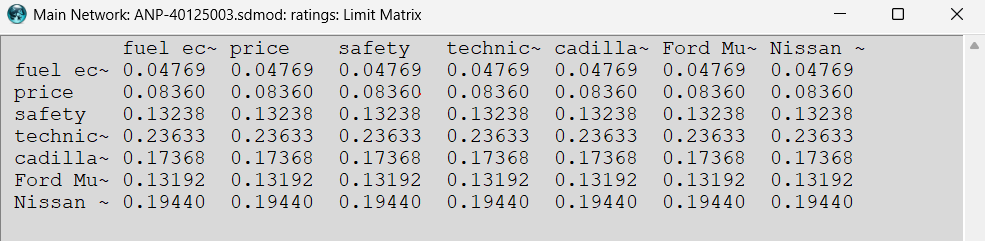 Main Network: ANP-40125003.sdmod: ratings: Limit Matrix
fuel ec~ price safety technic~ cadilla~ Ford Mu~ Nissan ~
fuel ec~ 0.04769 0.04769 0.04769 0.04769 0.04769 0.04769 0.04769
price 0.08360 0.08360 0.08360 0.08360 0.08360 0.08360 0.08360
safety 0.13238 0.13238 0.13238 0.13238 0.13238 0.13238 0.13238
technic~ 0.23633 0.23633 0.23633 0.23633 0.23633 0.23633 0.23633
cadilla~ 0.17368 0.17368 0.17368 0.17368 0.17368 0.17368 0.17368
Ford Mu~ 0.13192 0.13192 0.13192 0.13192 0.13192 0.13192 0.13192
Nissan ~ 0.19440 0.19440 0.19440 0.19440 0.19440 0.19440 0.19440